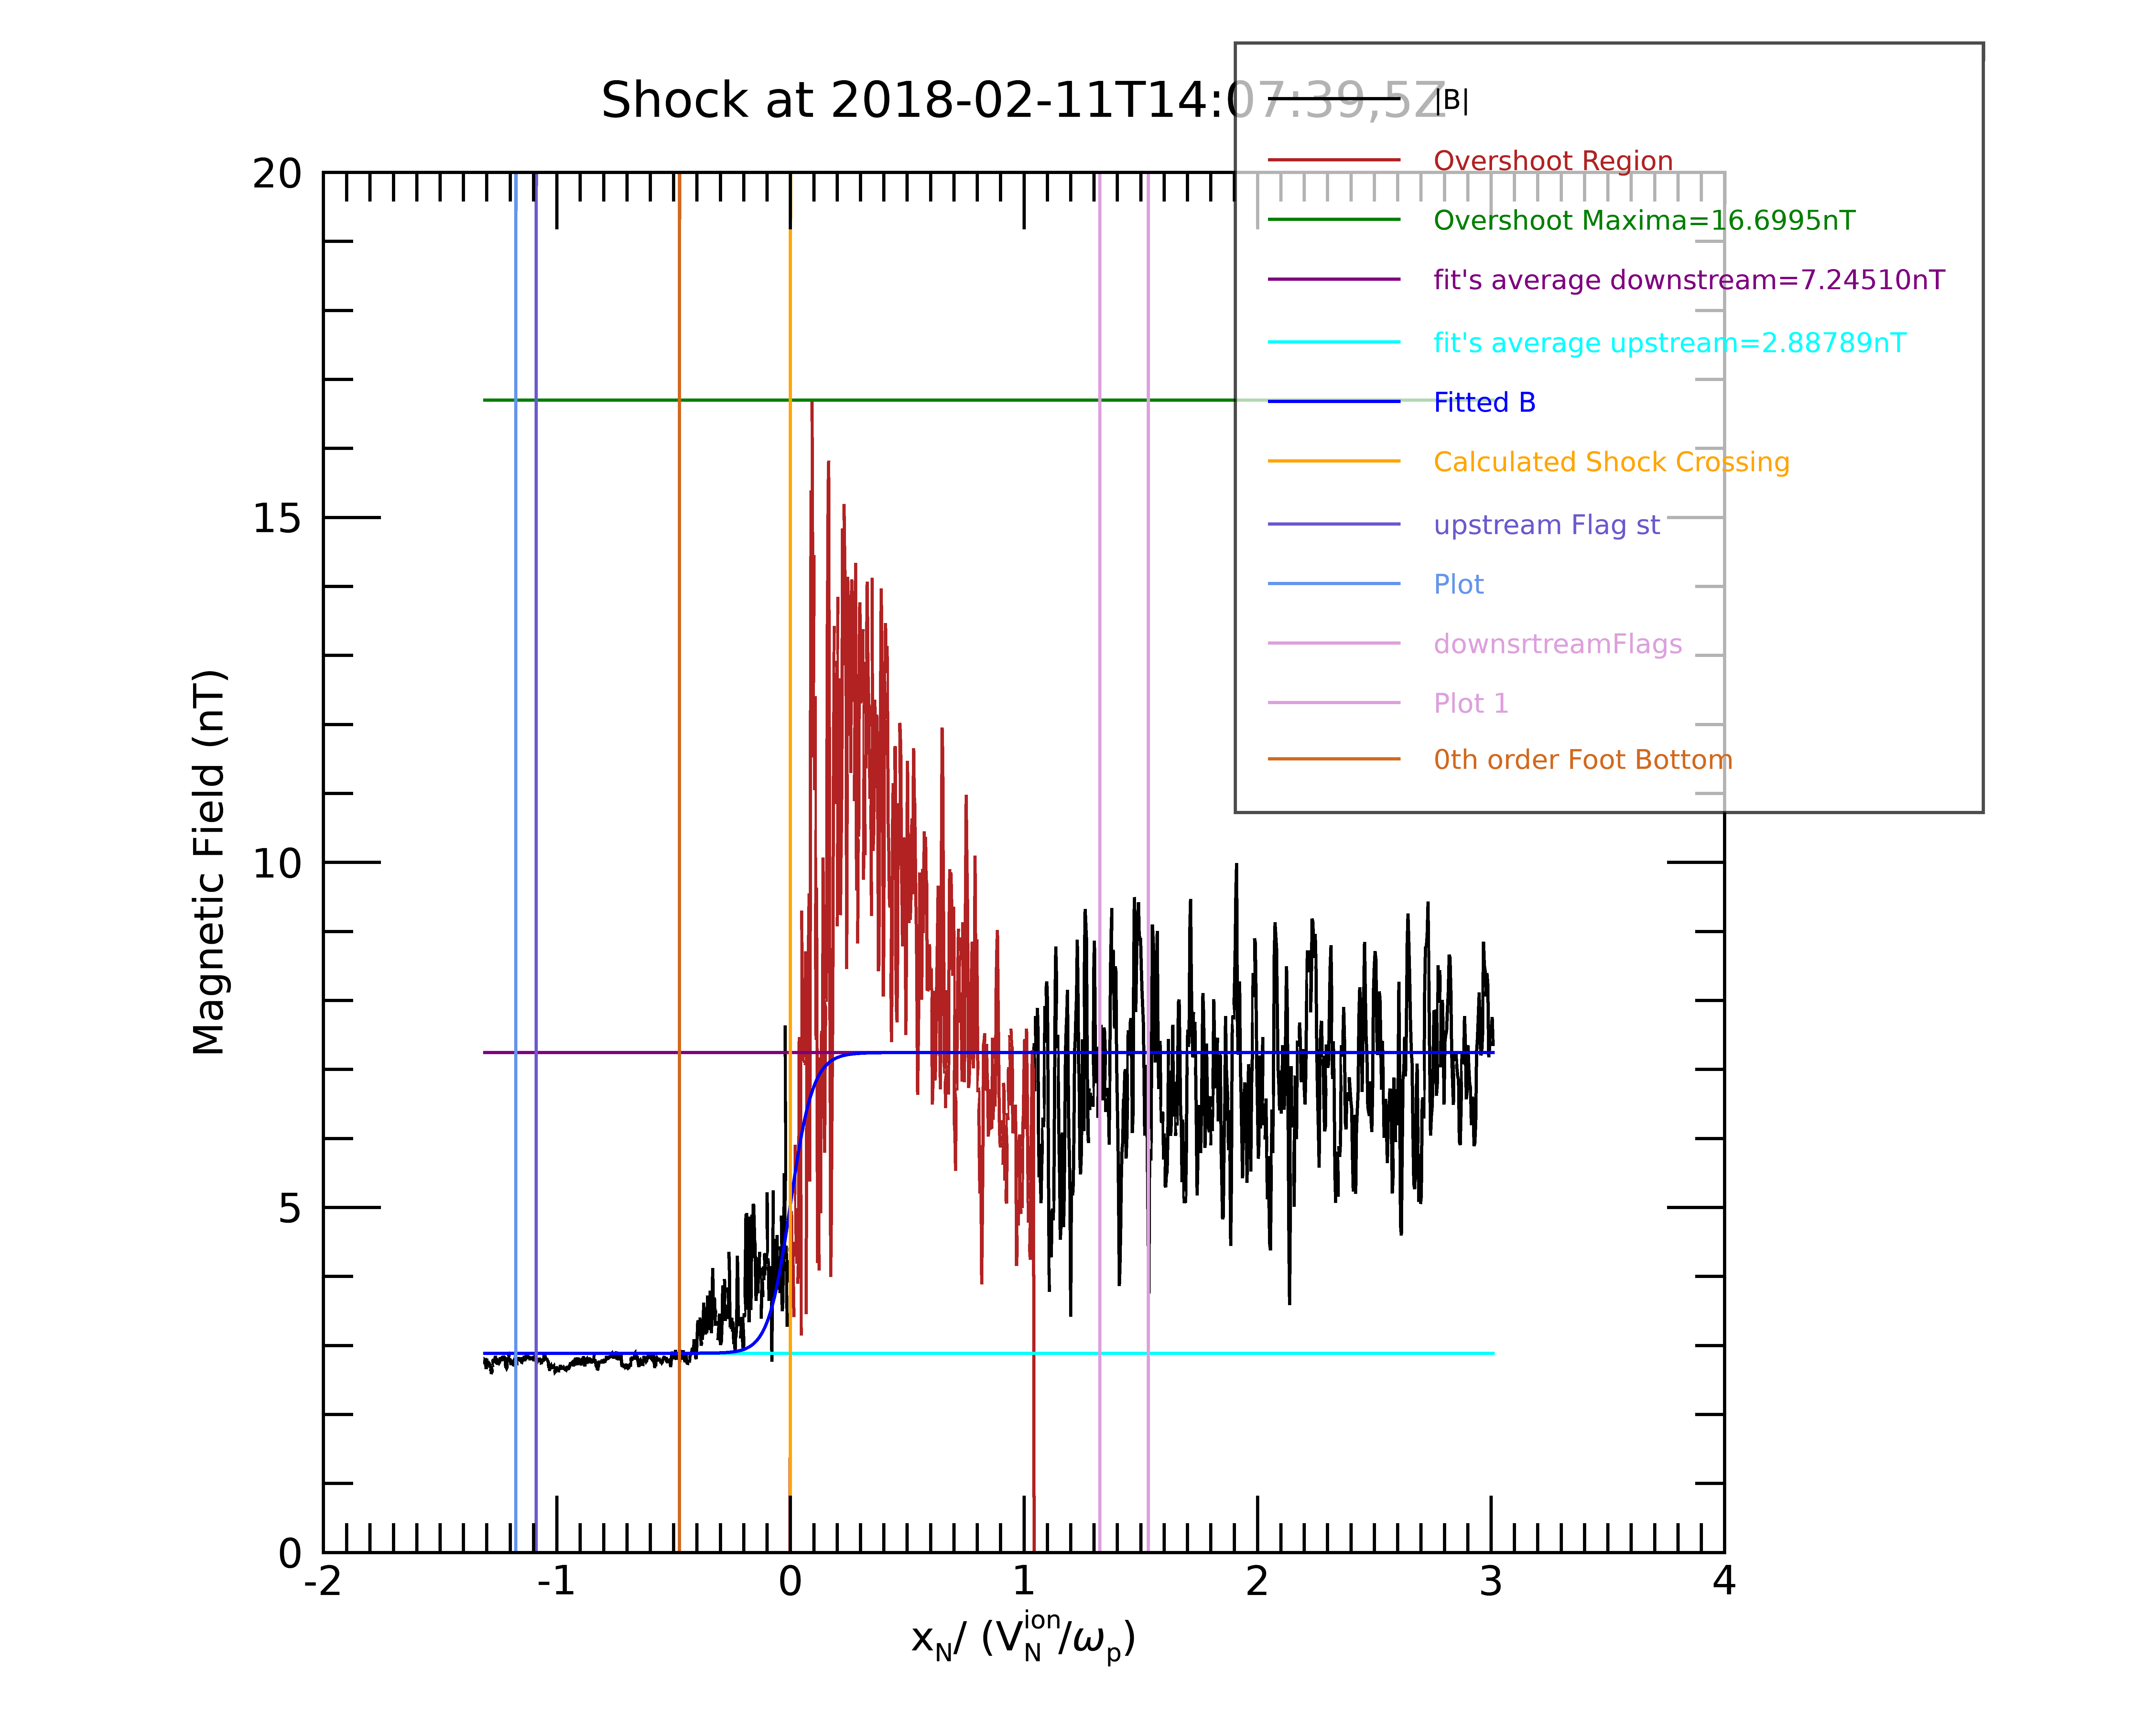 Shock at 2018-02-11T14:07:39,5Z
|B|
Overshoot Region
Overshoot Maxima=16.6995nT
fit's average downstream=7.24510nT
fit's average upstream=2.88789nT
Fitted B
Calculated Shock Crossing
upstream Flag st
Plot
downsrtreamFlags
Plot 1
0th order Foot Bottom
Magnetic Field (nT)
20
15
10
5
0
-2 -1 0 1 2 3 4
x_N/ (V_N^ion/ω_p)